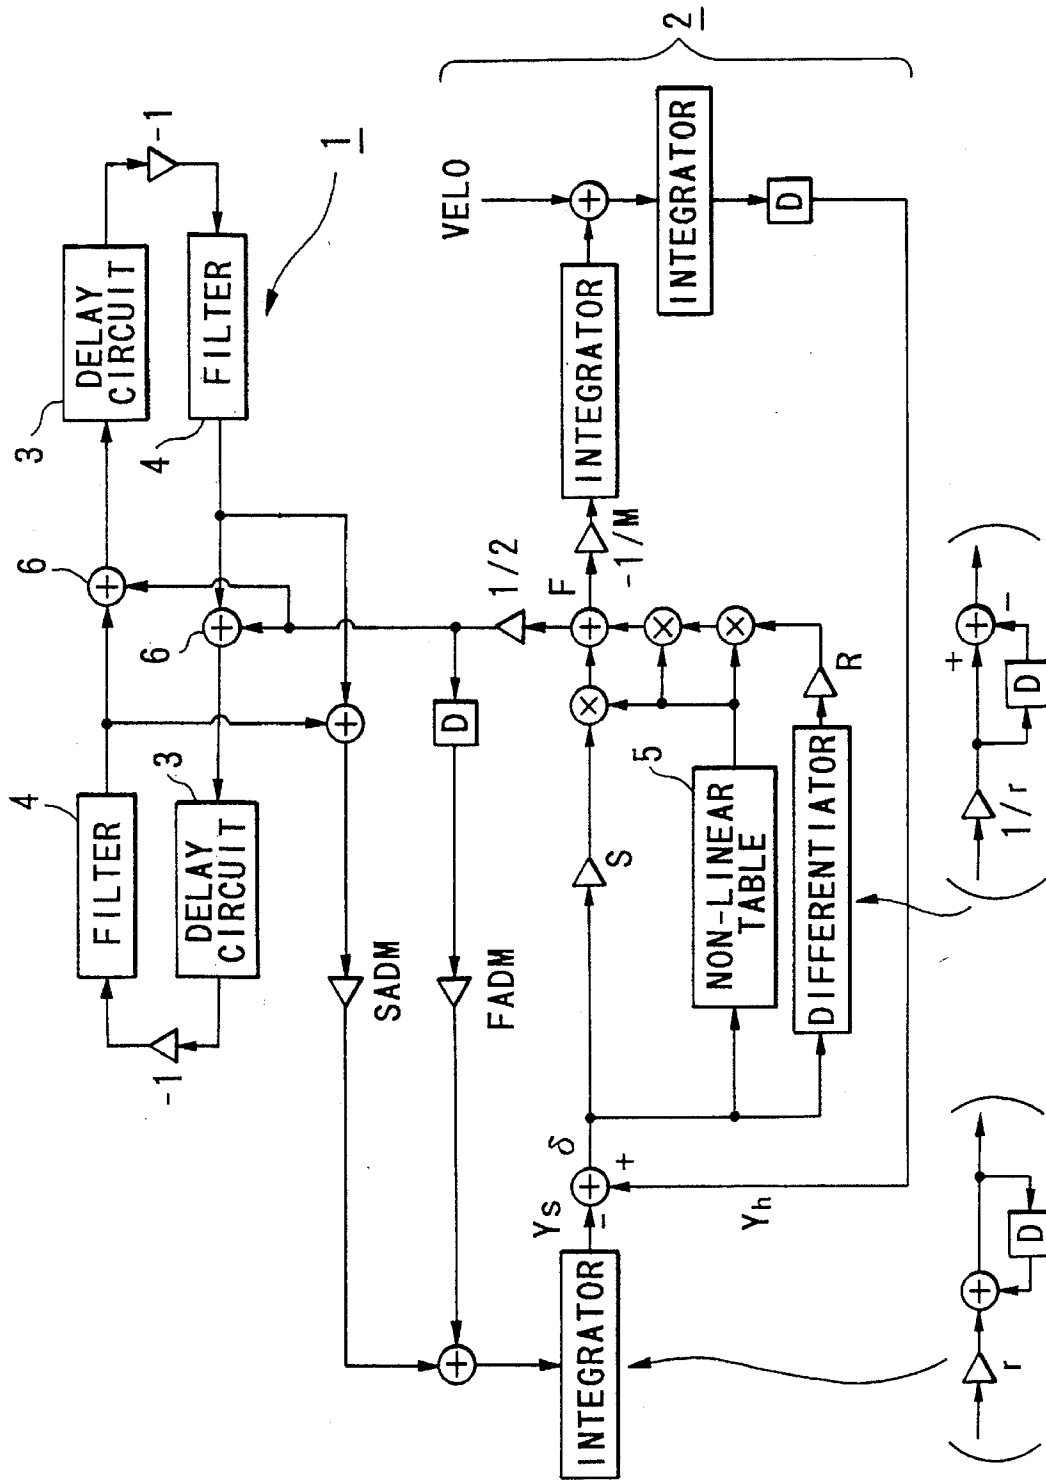 4
FILTER
6
3
DELAY
CIRCUIT
-1
-1
DELAY
CIRCUIT
3
6
4
FILTER
1
+
+
+
SADM
D
FADM
+
1/2
VELO
2
INTEGRATOR
Ys
-
+
δ
S
×
+
F
-1/M
INTEGRATOR
+
×
×
INTEGRATOR
5
NON-LINEAR
TABLE
D
Yh
+
DIFFERENTIATOR
R
( r + D )
( 1/r D + + - )